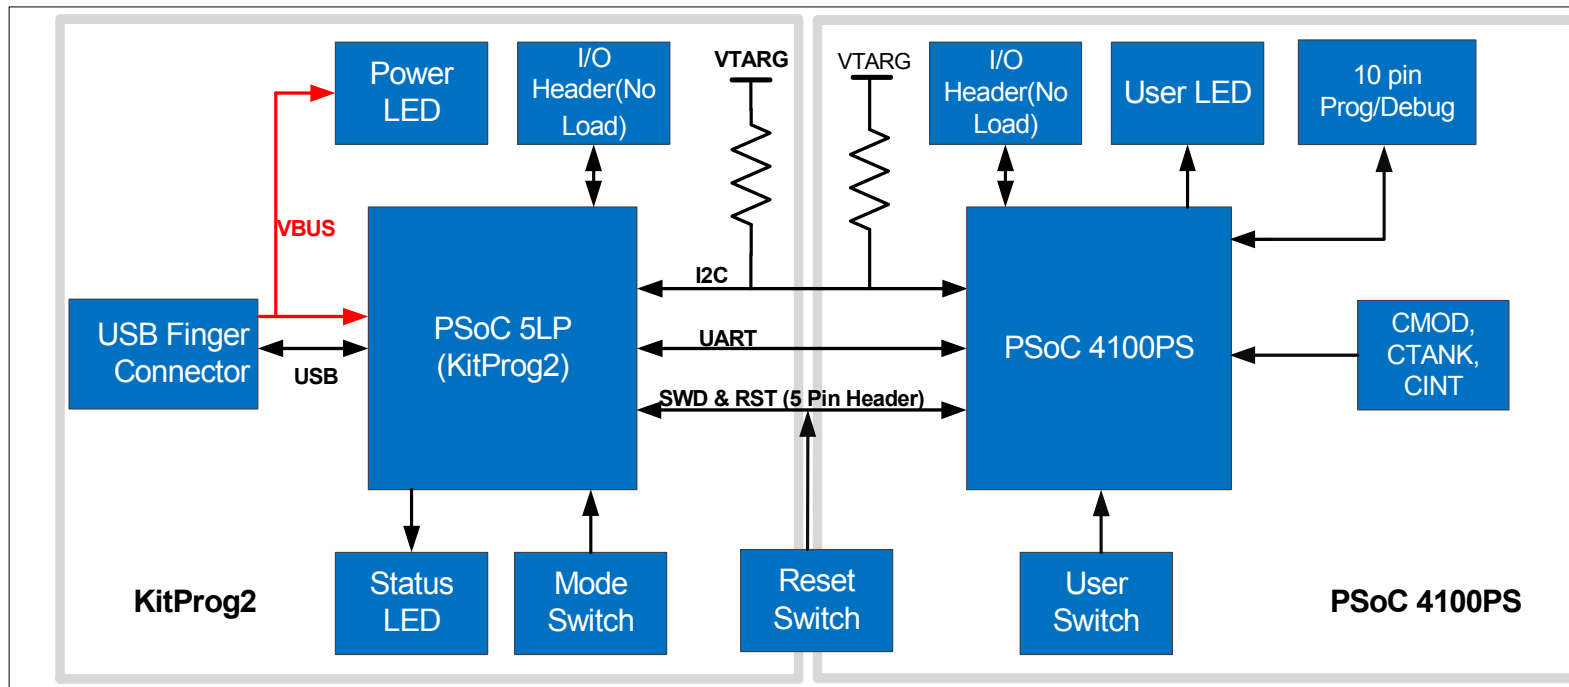 Power
LED
I/O
Header(No
Load)
VTARG
VTARG
I/O
Header(No
Load)
User LED
10 pin
Prog/Debug
VBUS
USB Finger
Connector
USB
PSoC 5LP
(KitProg2)
I2C
UART
SWD & RST (5 Pin Header)
PSoC 4100PS
CMOD,
CTANK,
CINT
KitProg2
Status
LED
Mode
Switch
Reset
Switch
User
Switch
PSoC 4100PS